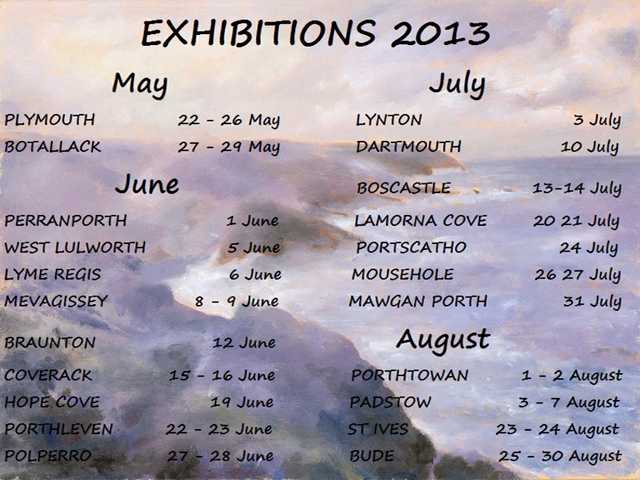 EXHIBITIONS 2013
May
PLYMOUTH 22 - 26 May
BOTALLACK 27 - 29 May
June
PERRANPORTH 1 June
WEST LULWORTH 5 June
LYME REGIS 6 June
MEVAGISSEY 8 - 9 June
BRAUNTON 12 June
COVERACK 15 - 16 June
HOPE COVE 19 June
PORTHLEVEN 22 - 23 June
POLPERRO 27 - 28 June
July
LYNTON 3 July
DARTMOUTH 10 July
BOSCASTLE 13-14 July
LAMORNA COVE 20 21 July
PORTSCATHO 24 July
MOUSEHOLE 26 27 July
MAWGAN PORTH 31 July
August
PORTHTOWAN 1 - 2 August
PADSTOW 3 - 7 August
ST IVES 23 - 24 August
BUDE 25 - 30 August